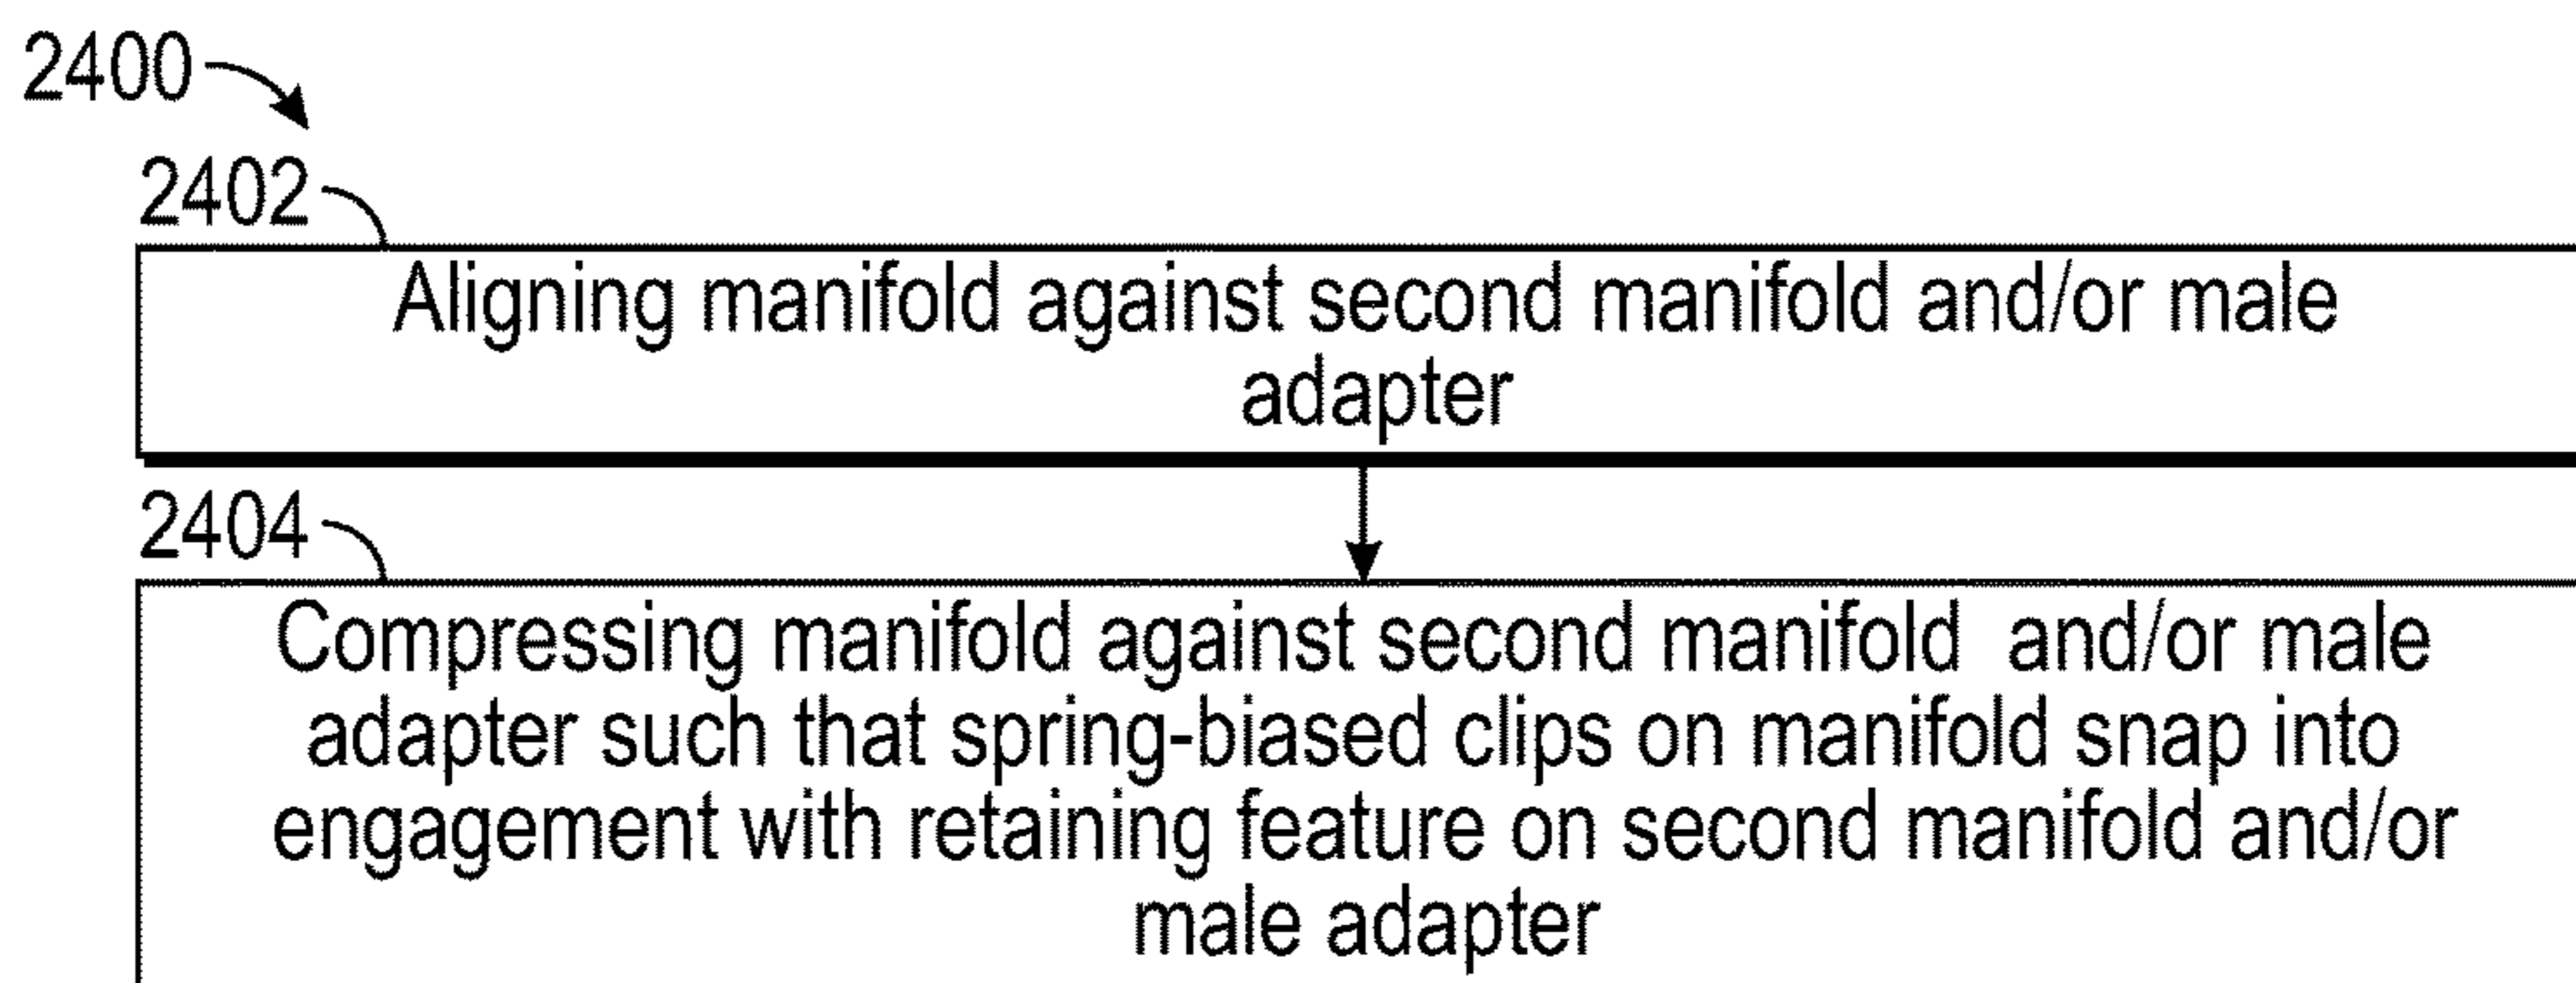 2400
2402
Aligning manifold against second manifold and/or male
adapter
2404
Compressing manifold against second manifold and/or male
adapter such that spring-biased clips on manifold snap into
engagement with retaining feature on second manifold and/or
male adapter